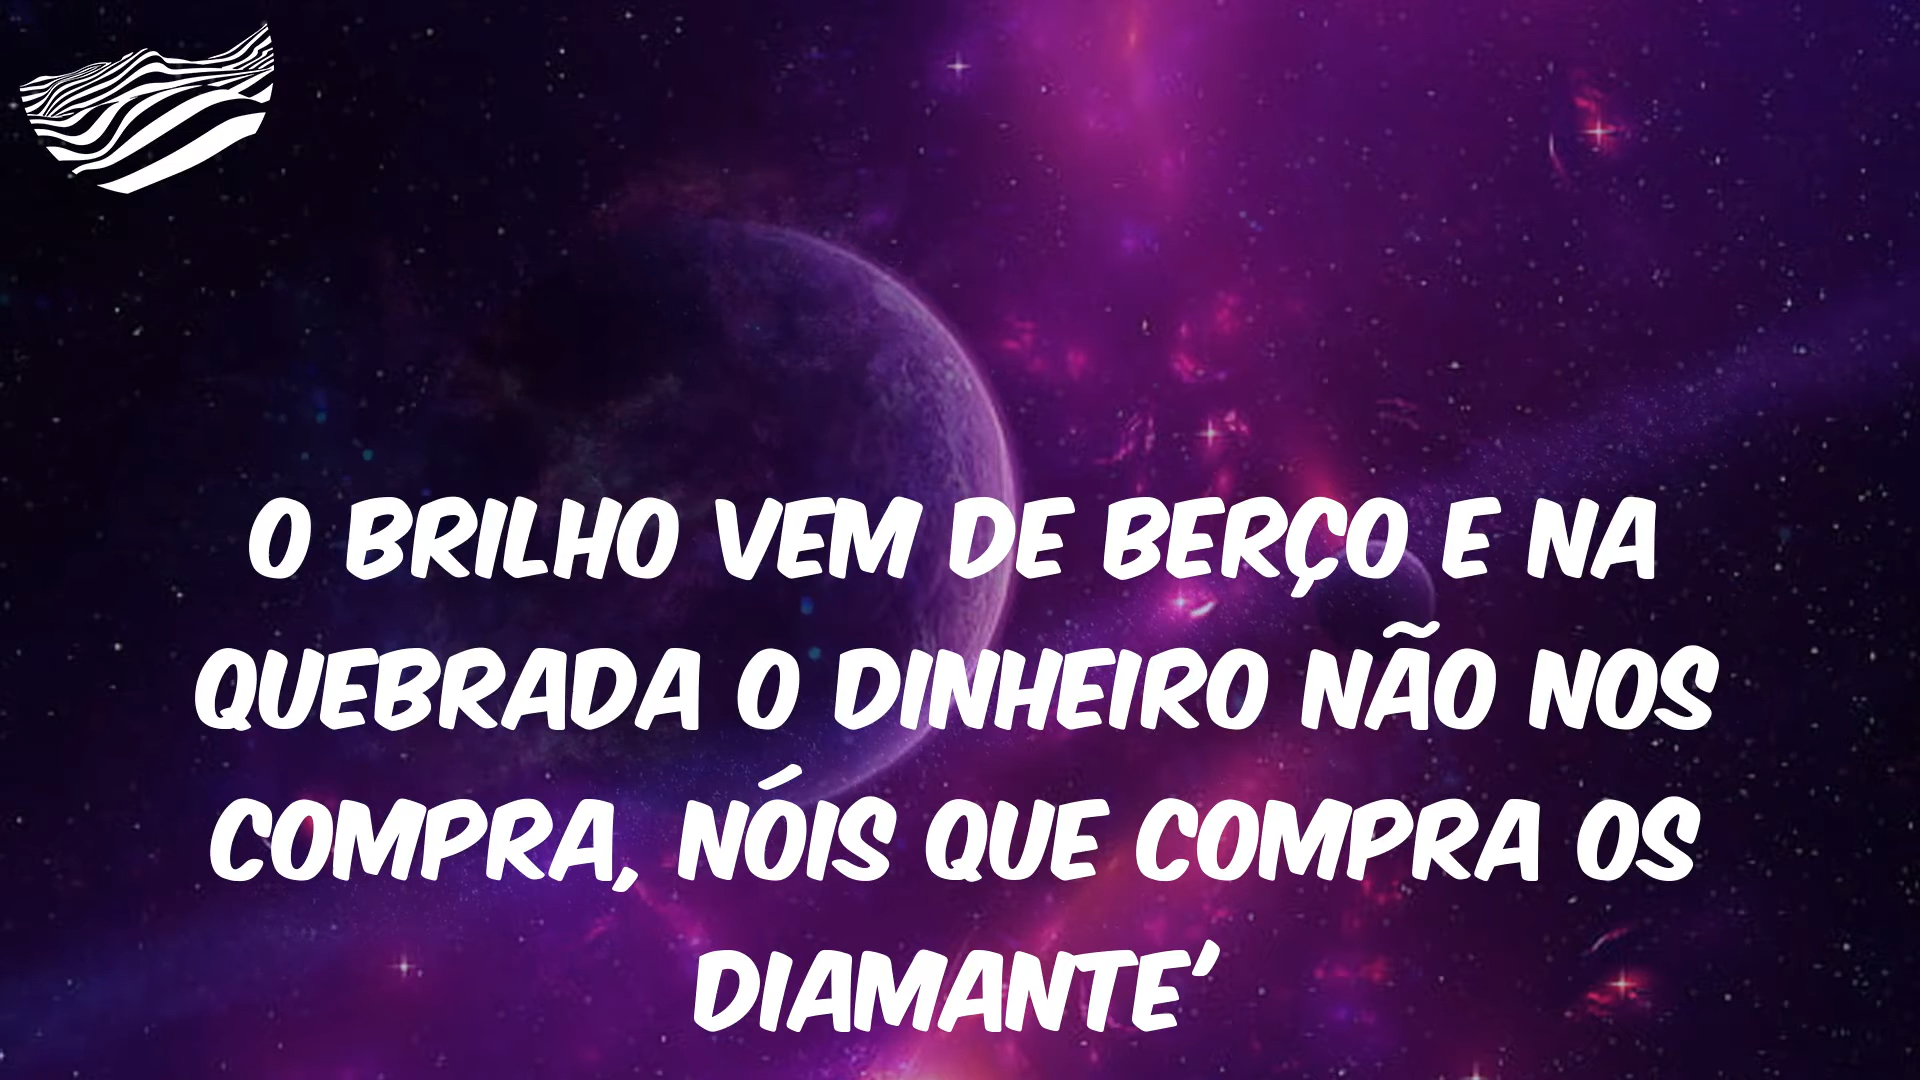 O BRILHO VEM DE BERÇO E NA
QUEBRADA O DINHEIRO NÃO NOS
COMPRA, NÓIS QUE COMPRA OS
DIAMANTE'